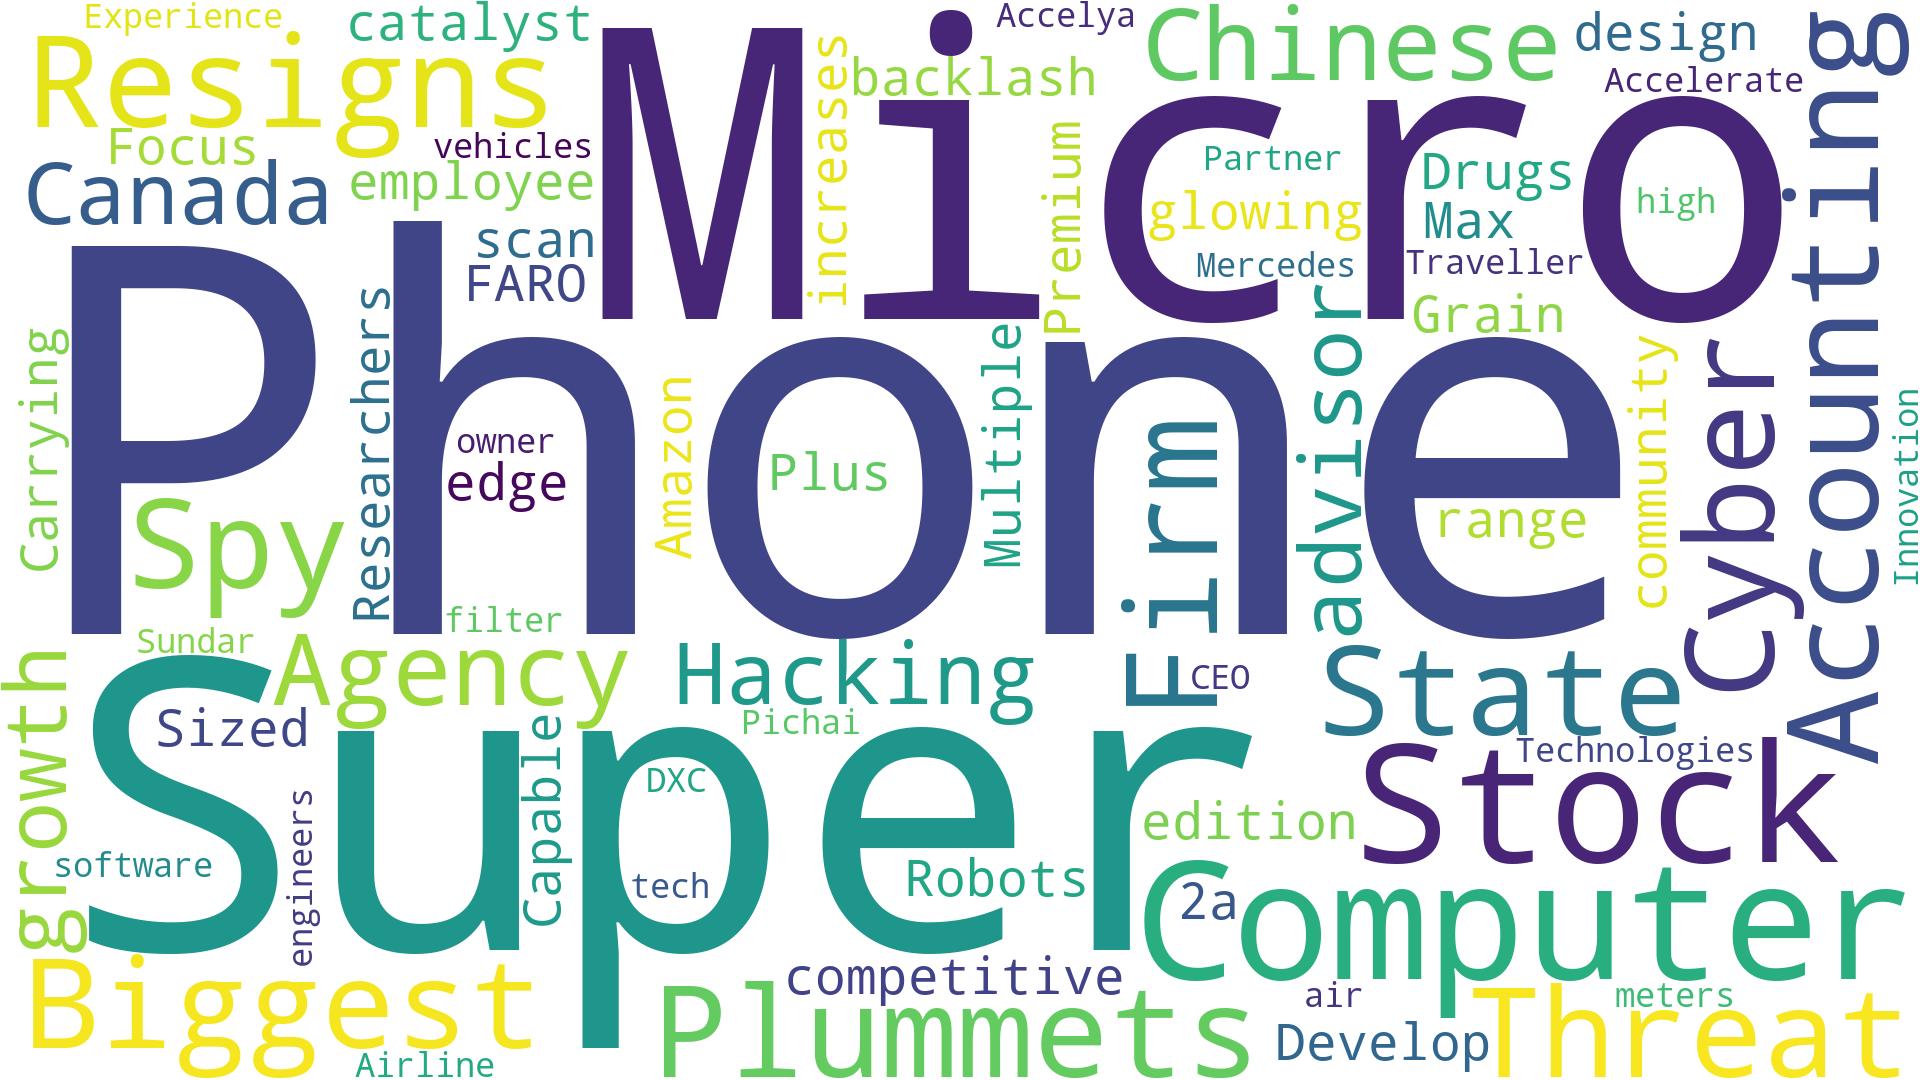 Experience
catalyst
Accelya
Chinese
design
Resigns
Micro
increases
backlash
Accelerate
Accounting
Focus
vehicles
Canada
employee
Premium
Partner
Drugs
glowing
Max
high
scan
FARO
Mercedes
Traveller
Grain
Phone
Carrying
Researchers
owner
edge
Amazon
Plus
Multiple
Firm
advisor
range
community
Cyber
Innovation
Spy
filter
Sundar
Agency
Hacking
CEO
State
growth
Super
Sized
Pichai
Technologies
Stock
software
engineers
Capable
DXC
tech
Robots
edition
Computer
2a
Biggest
competitive
Plummets
air
meters
Develop
Threat
Airline